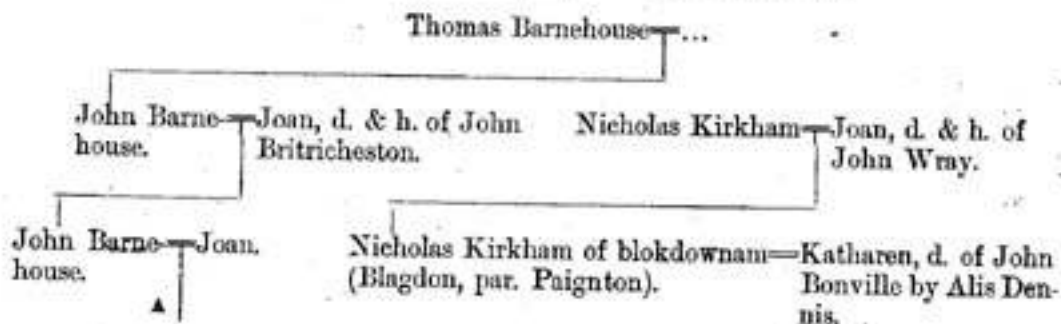 Thomas Barnehouse ...
John Barne- Joan, d. & h. of John Nicholas Kirkham Joan, d. & h. of
house. Britricheston. John Wray.
John Barne- Joan. Nicholas Kirkham of blokdownam Katharen, d. of John
house. (Blagdon, par. Paignton). Bonville by Alis Den-
nis.